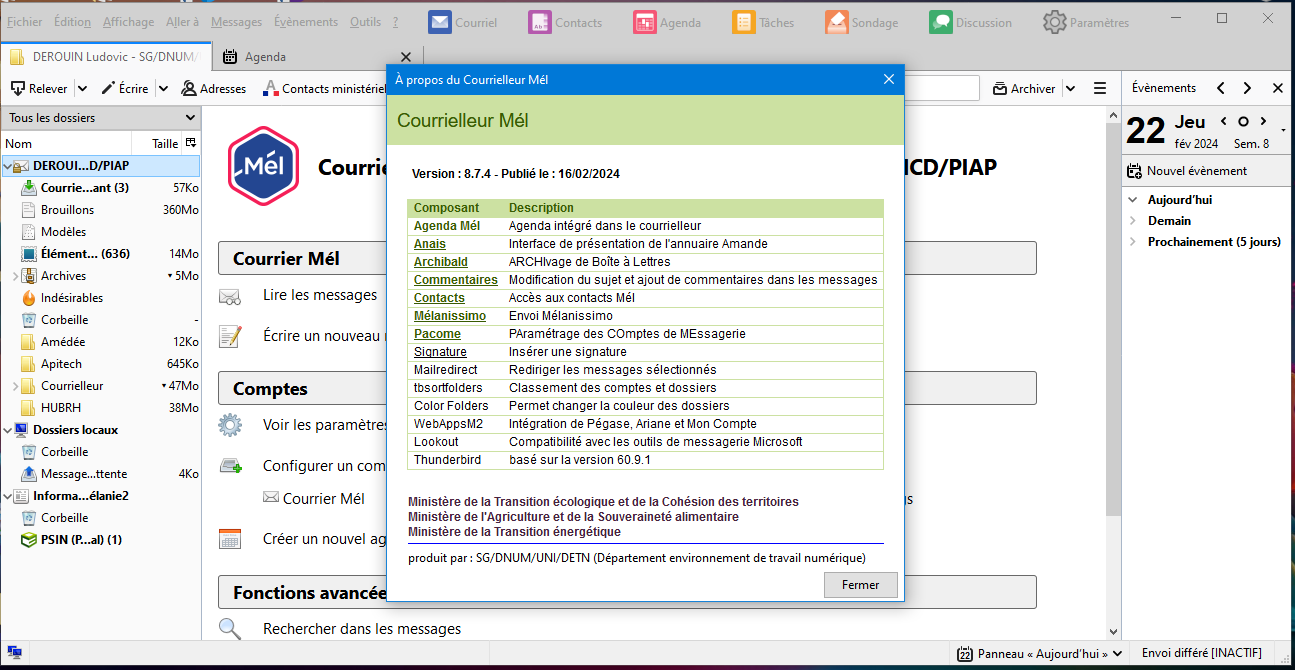 Fichier Édition Affichage Aller à Messages Évènements Outils ? Courriel Contacts Agenda Tâches Sondage Discussion Paramètres
DEROUIN Ludovic - SG/DNUM/ Agenda
Relever Écrire Adresses Contacts ministériel Archiver
Tous les dossiers
Nom Taille
DEROUI...D/PIAP
Courrie...ant (3) 57Ko
Brouillons 360Mo
Modèles
Élément... (636) 14Mo
Archives 5Mo
Indésirables
Corbeille -
Amédée 12Ko
Apitech 645Ko
Courrielleur 47Mo
HUBRH 38Mo
Dossiers locaux
Corbeille
Message...ttente 4Ko
Informa...élanie2
Corbeille
PSIN (P...al) (1)
Mél
Courrie
ICD/PIAP
Courrier Mél
Lire les messages
Écrire un nouveau
Comptes
Voir les paramètres
Configurer un com
Courrier Mél
gs
Créer un nouvel ag
Fonctions avancée
Rechercher dans les messages
À propos du Courrielleur Mél
Courrielleur Mél
Version : 8.7.4 - Publié le : 16/02/2024
Composant Description
Agenda Mél Agenda intégré dans le courrielleur
Anais Interface de présentation de l'annuaire Amande
Archibald ARCHIvage de Boîte à Lettres
Commentaires Modification du sujet et ajout de commentaires dans les messages
Contacts Accès aux contacts Mél
Mélanissimo Envoi Mélanissimo
Pacome PAramétrage des COmptes de MEssagerie
Signature Insérer une signature
Mailredirect Rediriger les messages sélectionnés
tbsortfolders Classement des comptes et dossiers
Color Folders Permet changer la couleur des dossiers
WebAppsM2 Intégration de Pégase, Ariane et Mon Compte
Lookout Compatibilité avec les outils de messagerie Microsoft
Thunderbird basé sur la version 60.9.1
Ministère de la Transition écologique et de la Cohésion des territoires
Ministère de l'Agriculture et de la Souveraineté alimentaire
Ministère de la Transition énergétique
produit par : SG/DNUM/UNI/DETN (Département environnement de travail numérique)
Fermer
Évènements
22 Jeu
fév 2024 Sem. 8
Nouvel évènement
Aujourd'hui
Demain
Prochainement (5 jours)
22 Panneau « Aujourd'hui » Envoi différé [INACTIF]